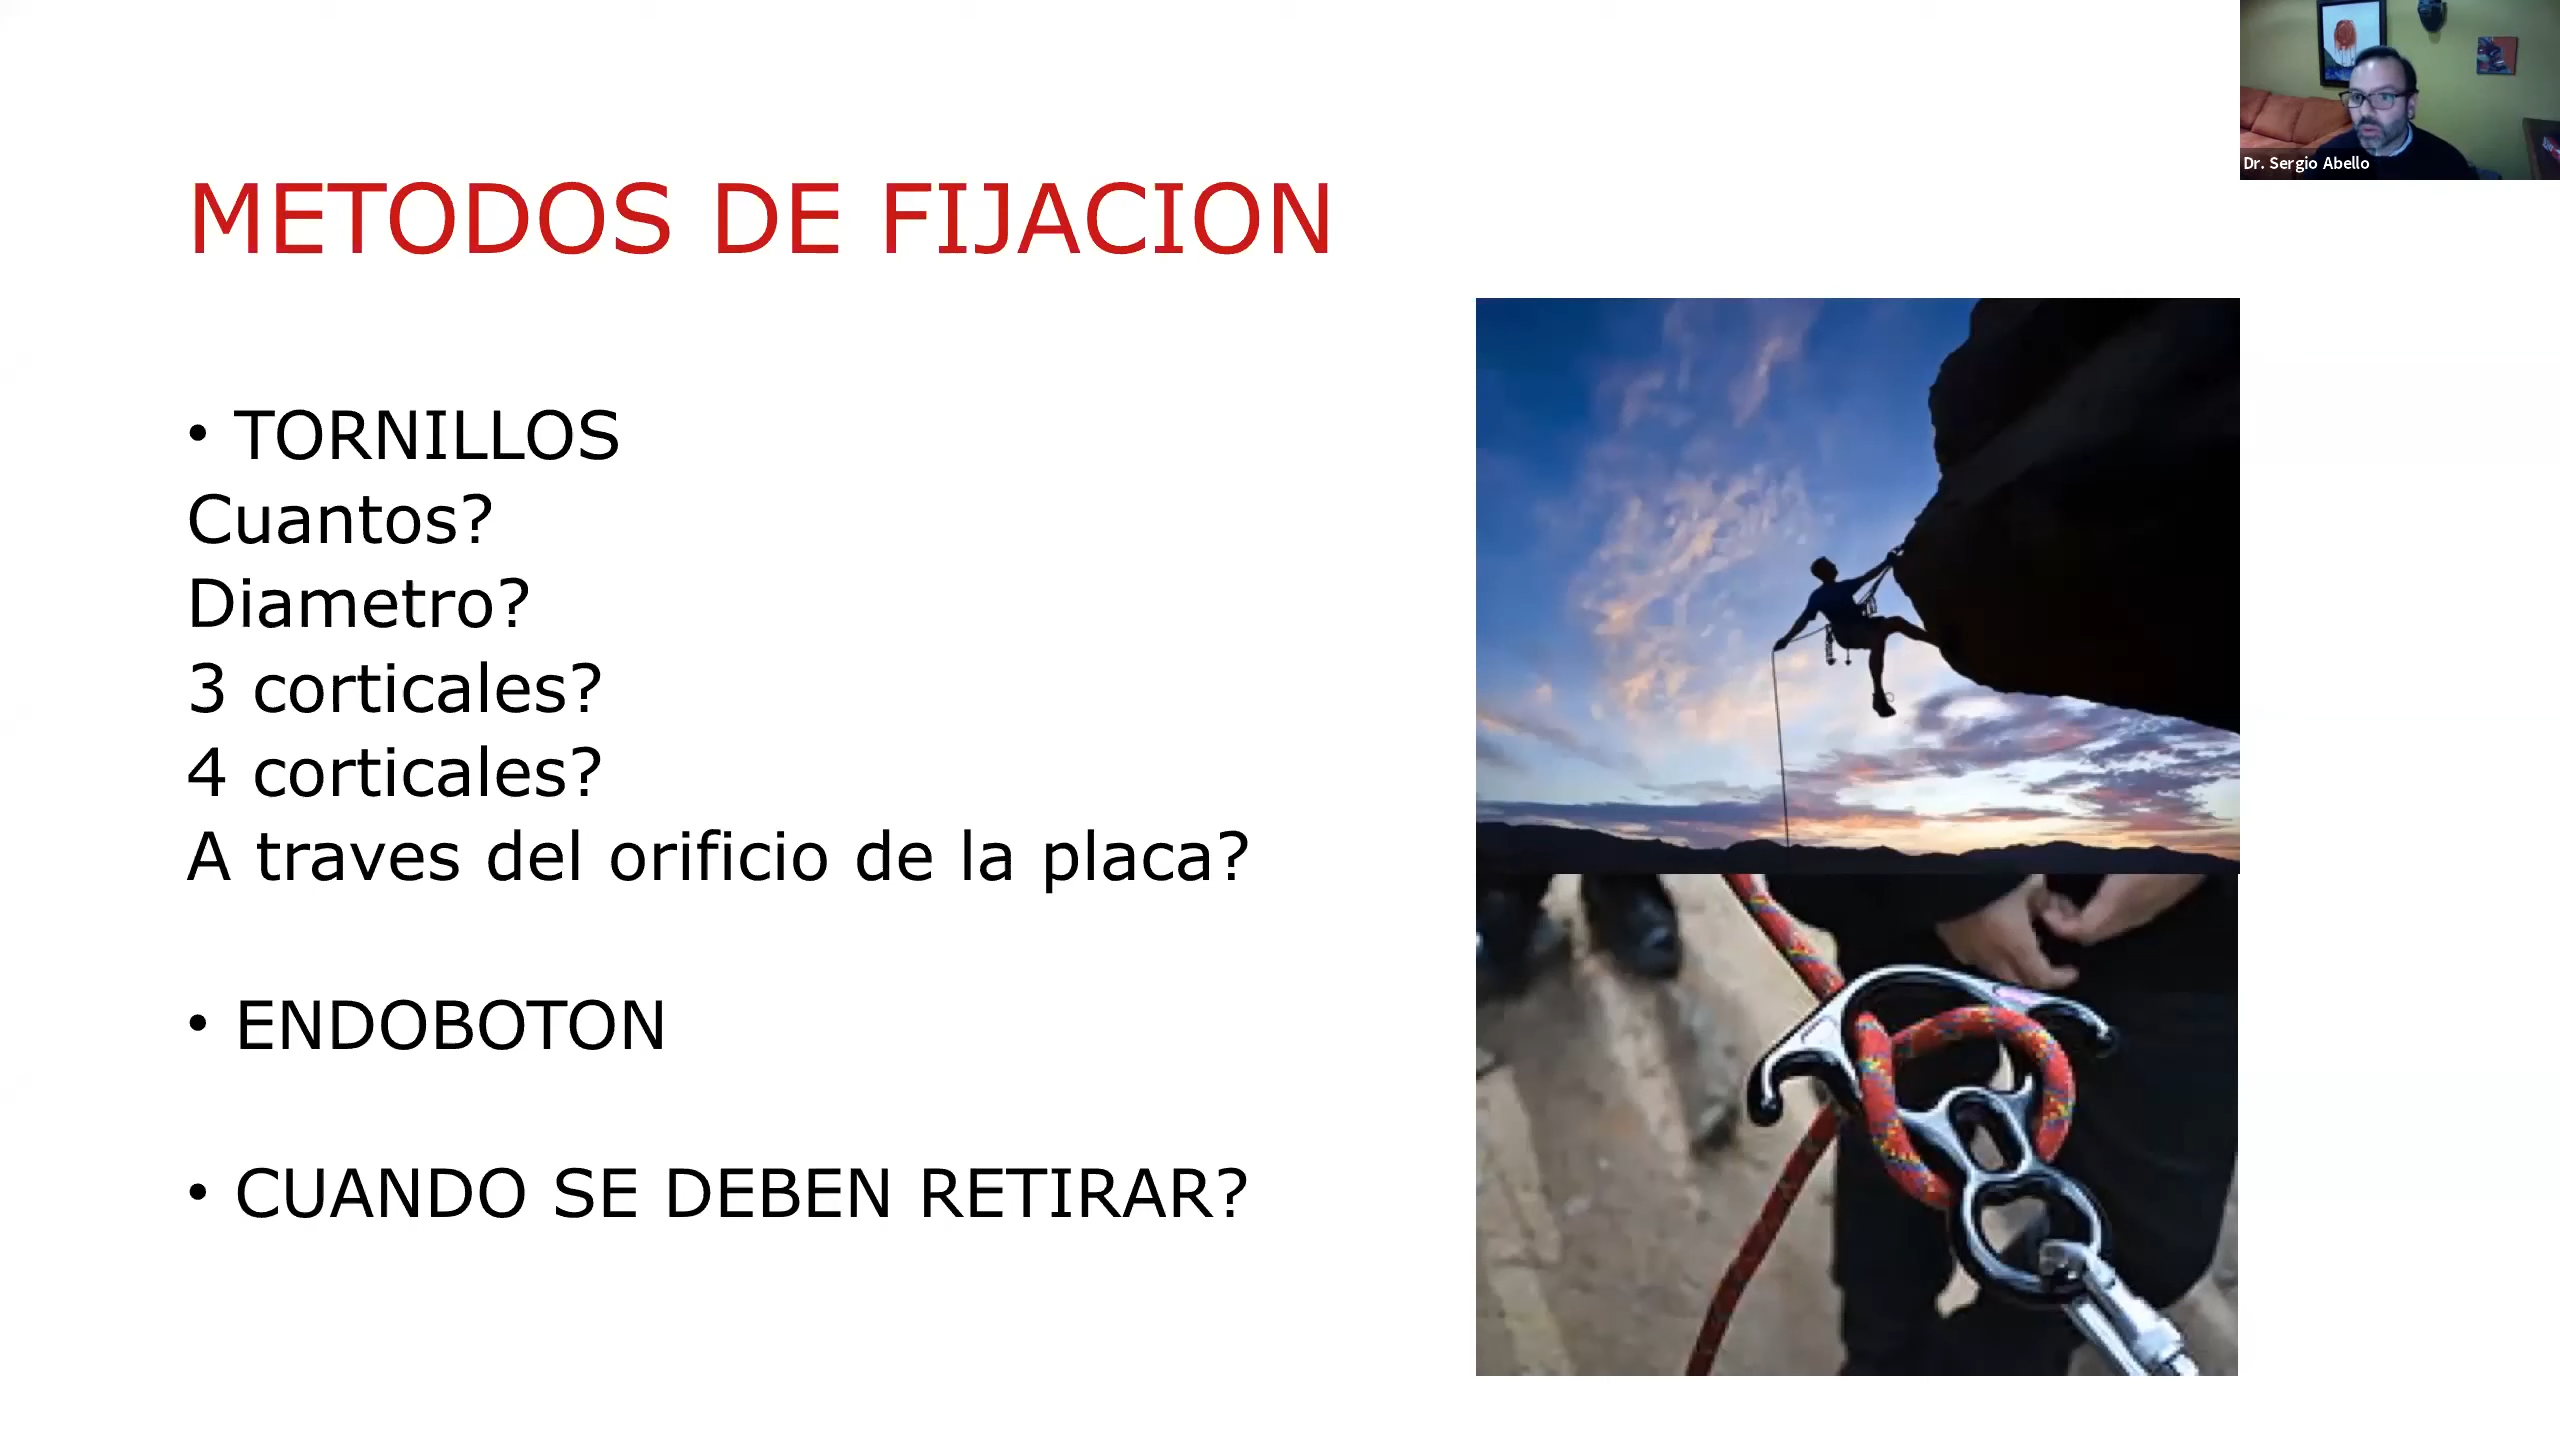 Dr. Sergio Abello
METODOS DE FIJACION
• TORNILLOS
Cuantos?
Diametro?
3 corticales?
4 corticales?
A traves del orificio de la placa?
• ENDOBOTON
• CUANDO SE DEBEN RETIRAR?